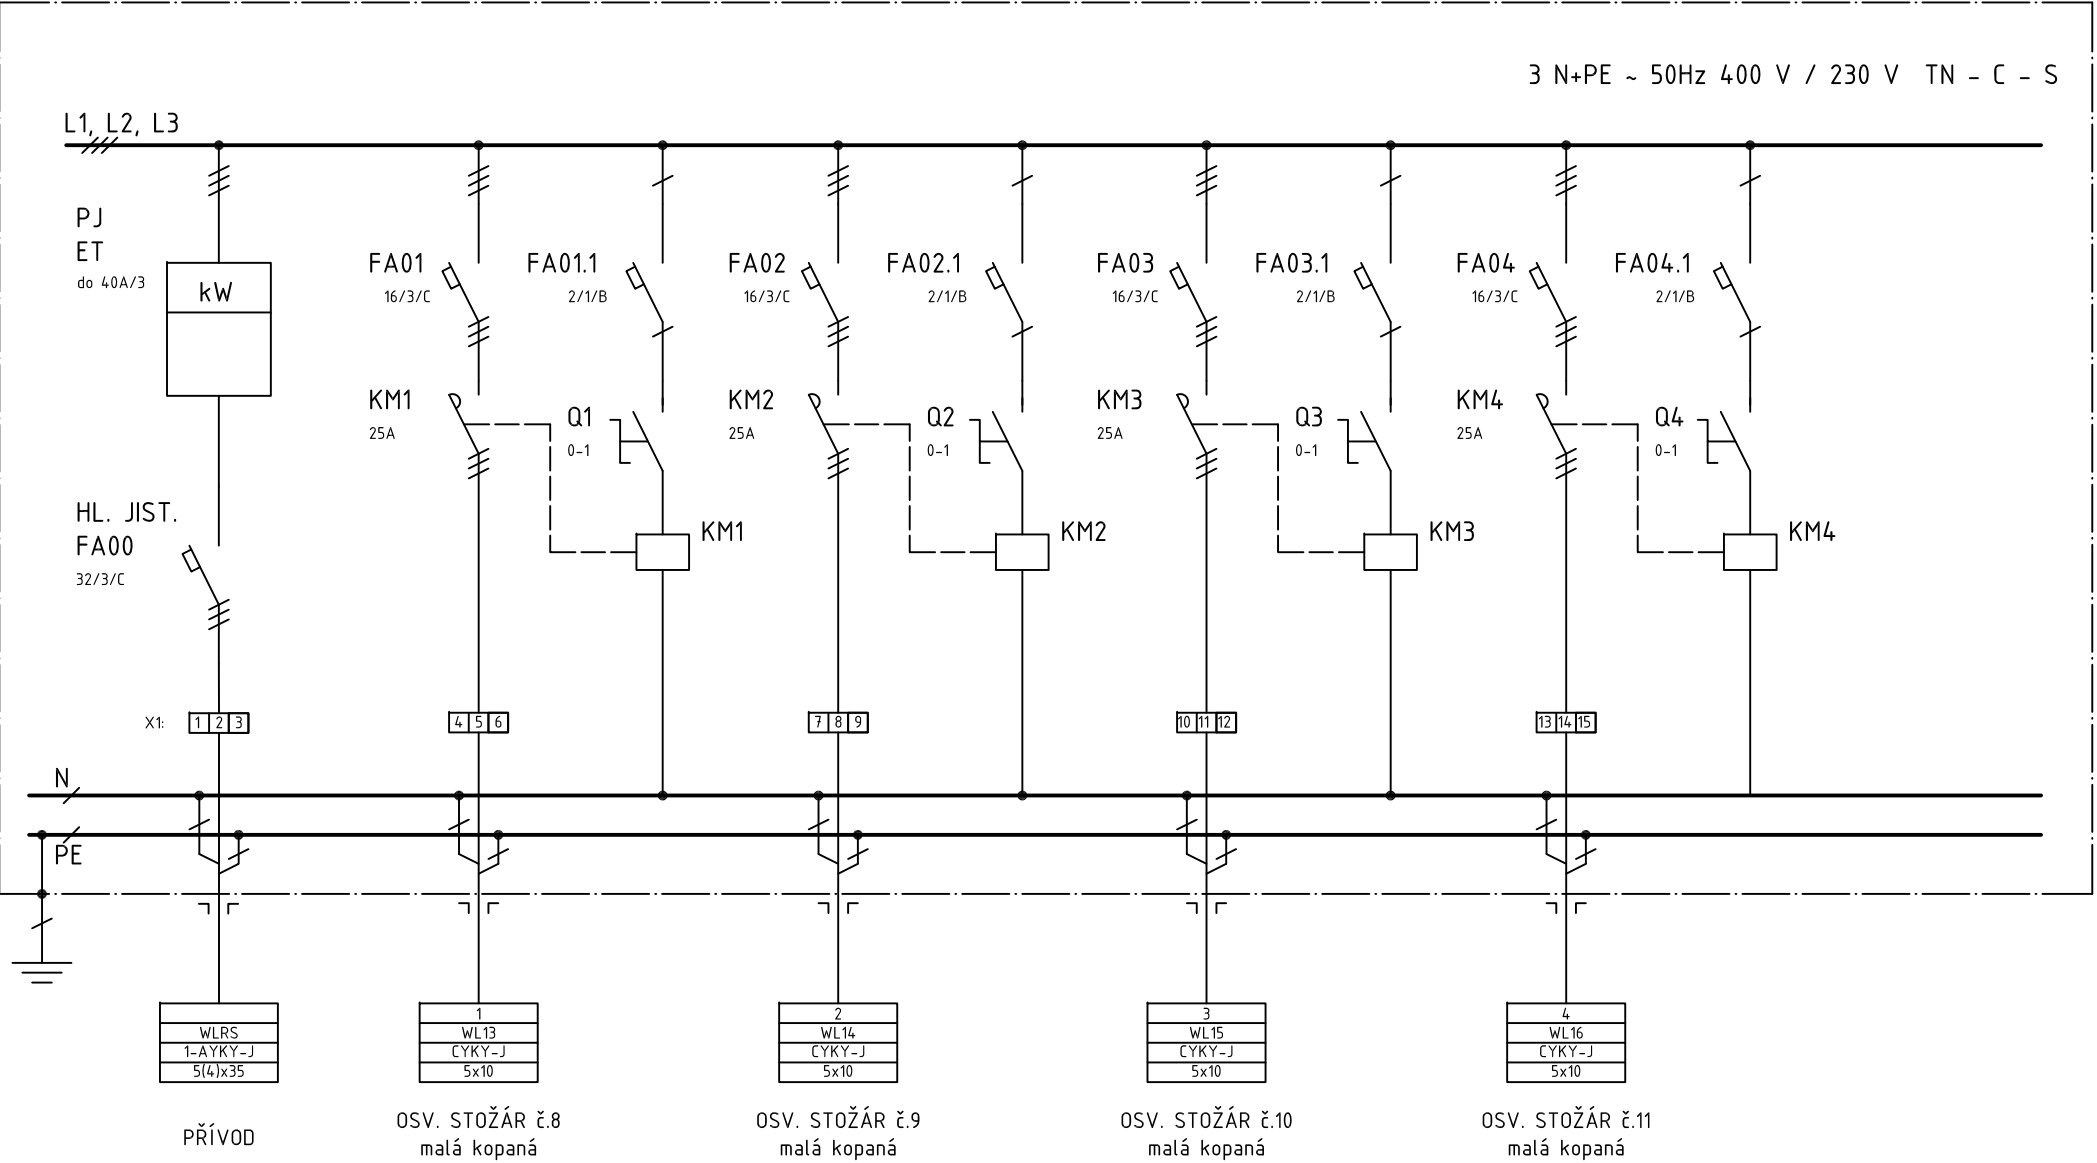 3 N+PE ~ 50Hz 400 V / 230 V TN - C - S
L1, L2, L3
PJ
ET
do 40A/3
kW
FA01
16/3/C
FA01.1
2/1/B
FA02
16/3/C
FA02.1
2/1/B
FA03
16/3/C
FA03.1
2/1/B
FA04
16/3/C
FA04.1
2/1/B
KM1
25A
Q1
0-1
KM2
25A
Q2
0-1
KM3
25A
Q3
0-1
KM4
25A
Q4
0-1
HL. JIST.
FA00
32/3/C
KM1
KM2
KM3
KM4
X1: 1 2 3
4 5 6
7 8 9
10 11 12
13 14 15
N
PE
WLRS
1-AYKY-J
5(4)x35
PŘÍVOD
1
WL13
CYKY-J
5x10
OSV. STOŽÁR č.8
malá kopaná
2
WL14
CYKY-J
5x10
OSV. STOŽÁR č.9
malá kopaná
3
WL15
CYKY-J
5x10
OSV. STOŽÁR č.10
malá kopaná
4
WL16
CYKY-J
5x10
OSV. STOŽÁR č.11
malá kopaná